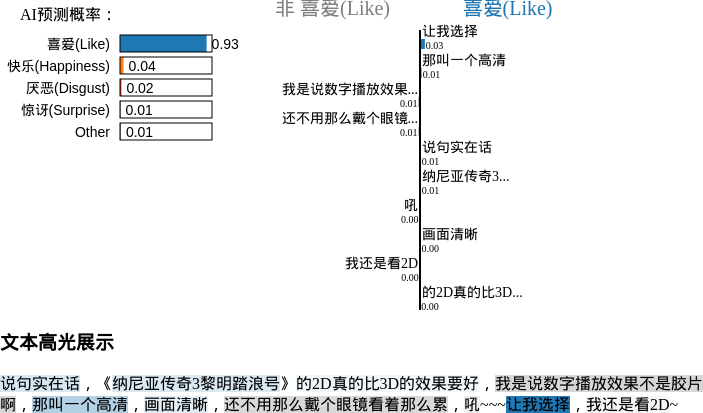 AI预测概率：
喜爱(Like) 0.93
快乐(Happiness) 0.04
厌恶(Disgust) 0.02
惊讶(Surprise) 0.01
Other 0.01
非 喜爱(Like) 喜爱(Like)
让我选择
0.03
那叫一个高清
0.01
我是说数字播放效果...
0.01
还不用那么戴个眼镜...
0.01
说句实在话
0.01
纳尼亚传奇3...
0.01
吼
0.00
画面清晰
0.00
我还是看2D
0.00
的2D真的比3D...
0.00
文本高光展示
说句实在话，《纳尼亚传奇3黎明踏浪号》的2D真的比3D的效果要好，我是说数字播放效果不是胶片
啊，那叫一个高清，画面清晰，还不用那么戴个眼镜看着那么累，吼~~~让我选择，我还是看2D~